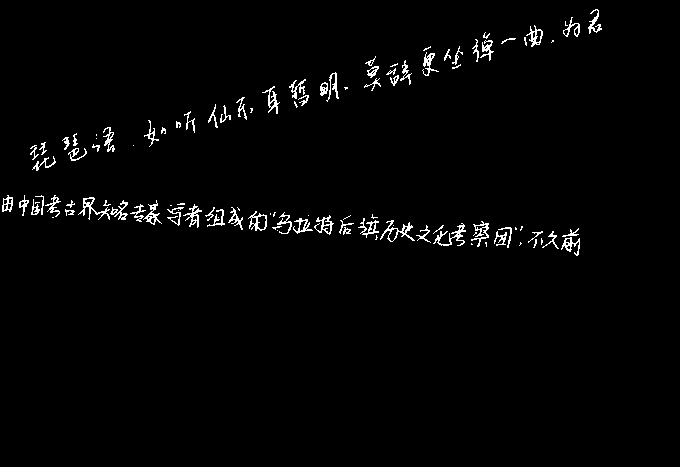 琵琶语，如听仙乐耳暂明。莫辞更坐弹一曲，为君
由中国考古界知名专家学者组成的“乌拉特后旗历史文化考察团”，不久前